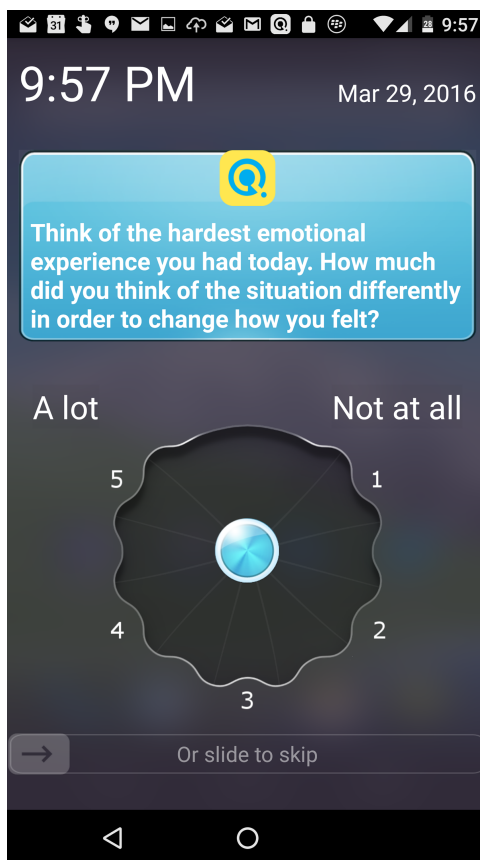 31
28
9:57
9:57 PM
Mar 29, 2016
Think of the hardest emotional
experience you had today. How much
did you think of the situation differently
in order to change how you felt?
A lot
Not at all
5
1
4
2
3
Or slide to skip